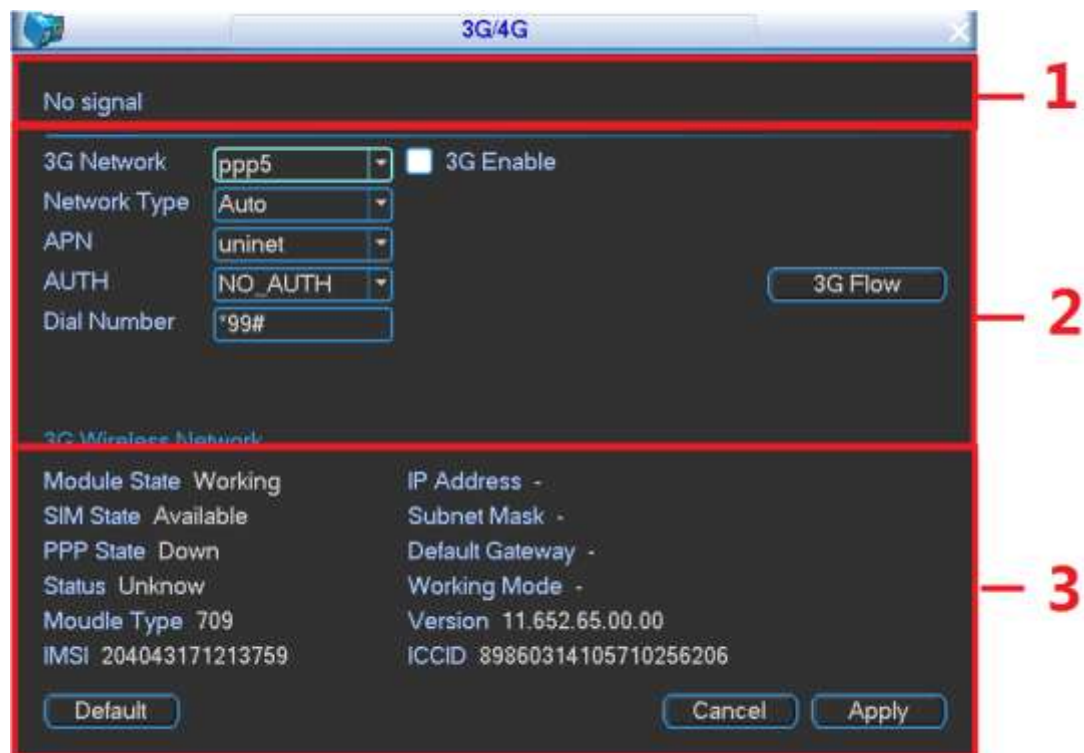 3G/4G
1
No signal
3G Network ppp5 3G Enable
Network Type Auto
APN uninet
AUTH NO_AUTH 3G Flow
2
Dial Number *99#
3G Wireless Network
Module State Working IP Address -
SIM State Available Subnet Mask -
PPP State Down Default Gateway -
Status Unknow Working Mode -
3
Moudle Type 709 Version 11.652.65.00.00
IMSI 204043171213759 ICCID 89860314105710256206
Default Cancel Apply